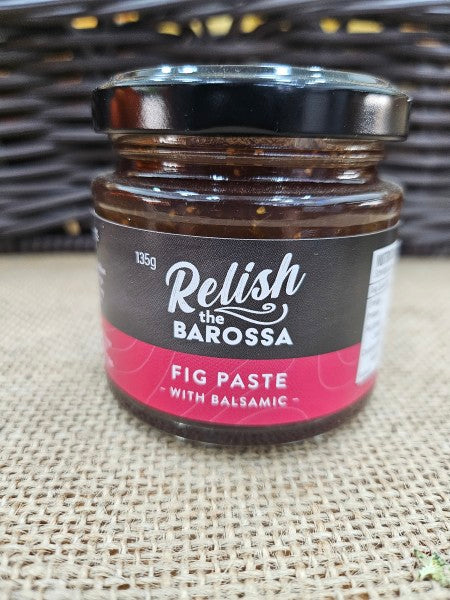 135g
Relish
the
BAROSSA
FIG PASTE
- WITH BALSAMIC -